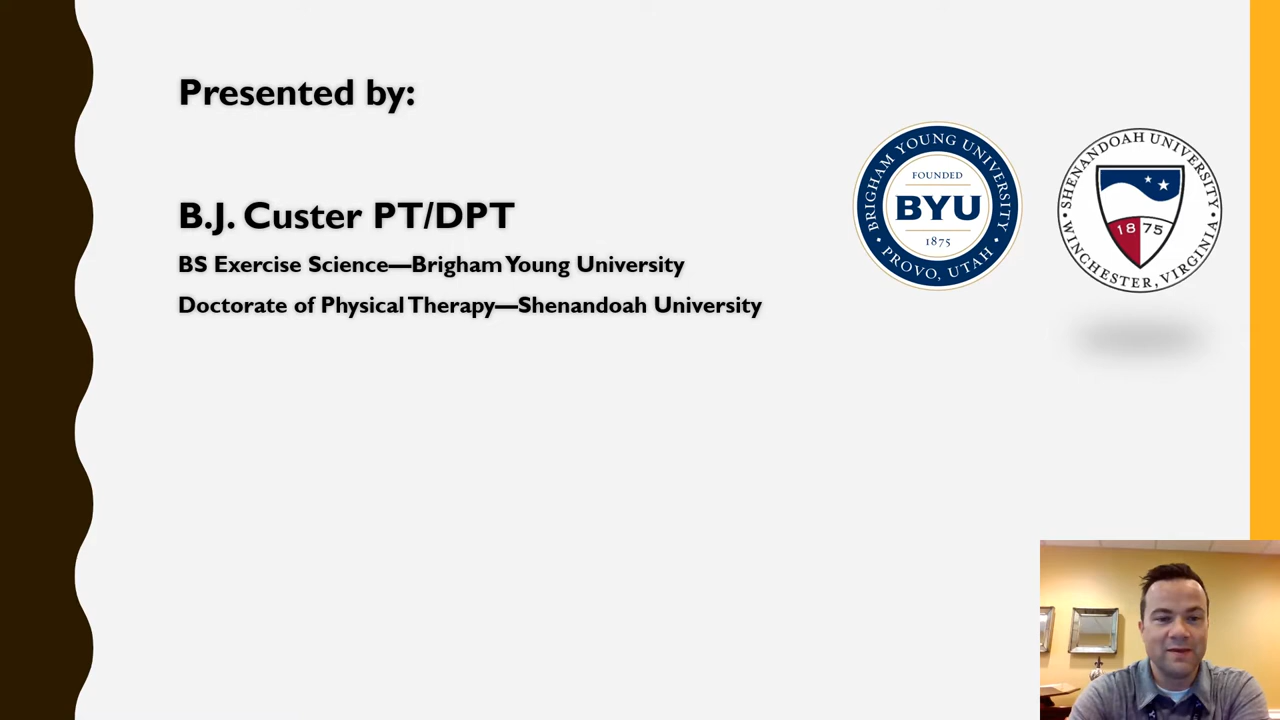 Presented by:
B.J. Custer PT/DPT
BS Exercise Science—Brigham Young University
Doctorate of Physical Therapy—Shenandoah University
BRIGHAM YOUNG UNIVERSITY
FOUNDED
BYU
1875
PROVO, UTAH
SHENANDOAH UNIVERSITY
1875
WINCHESTER, VIRGINIA